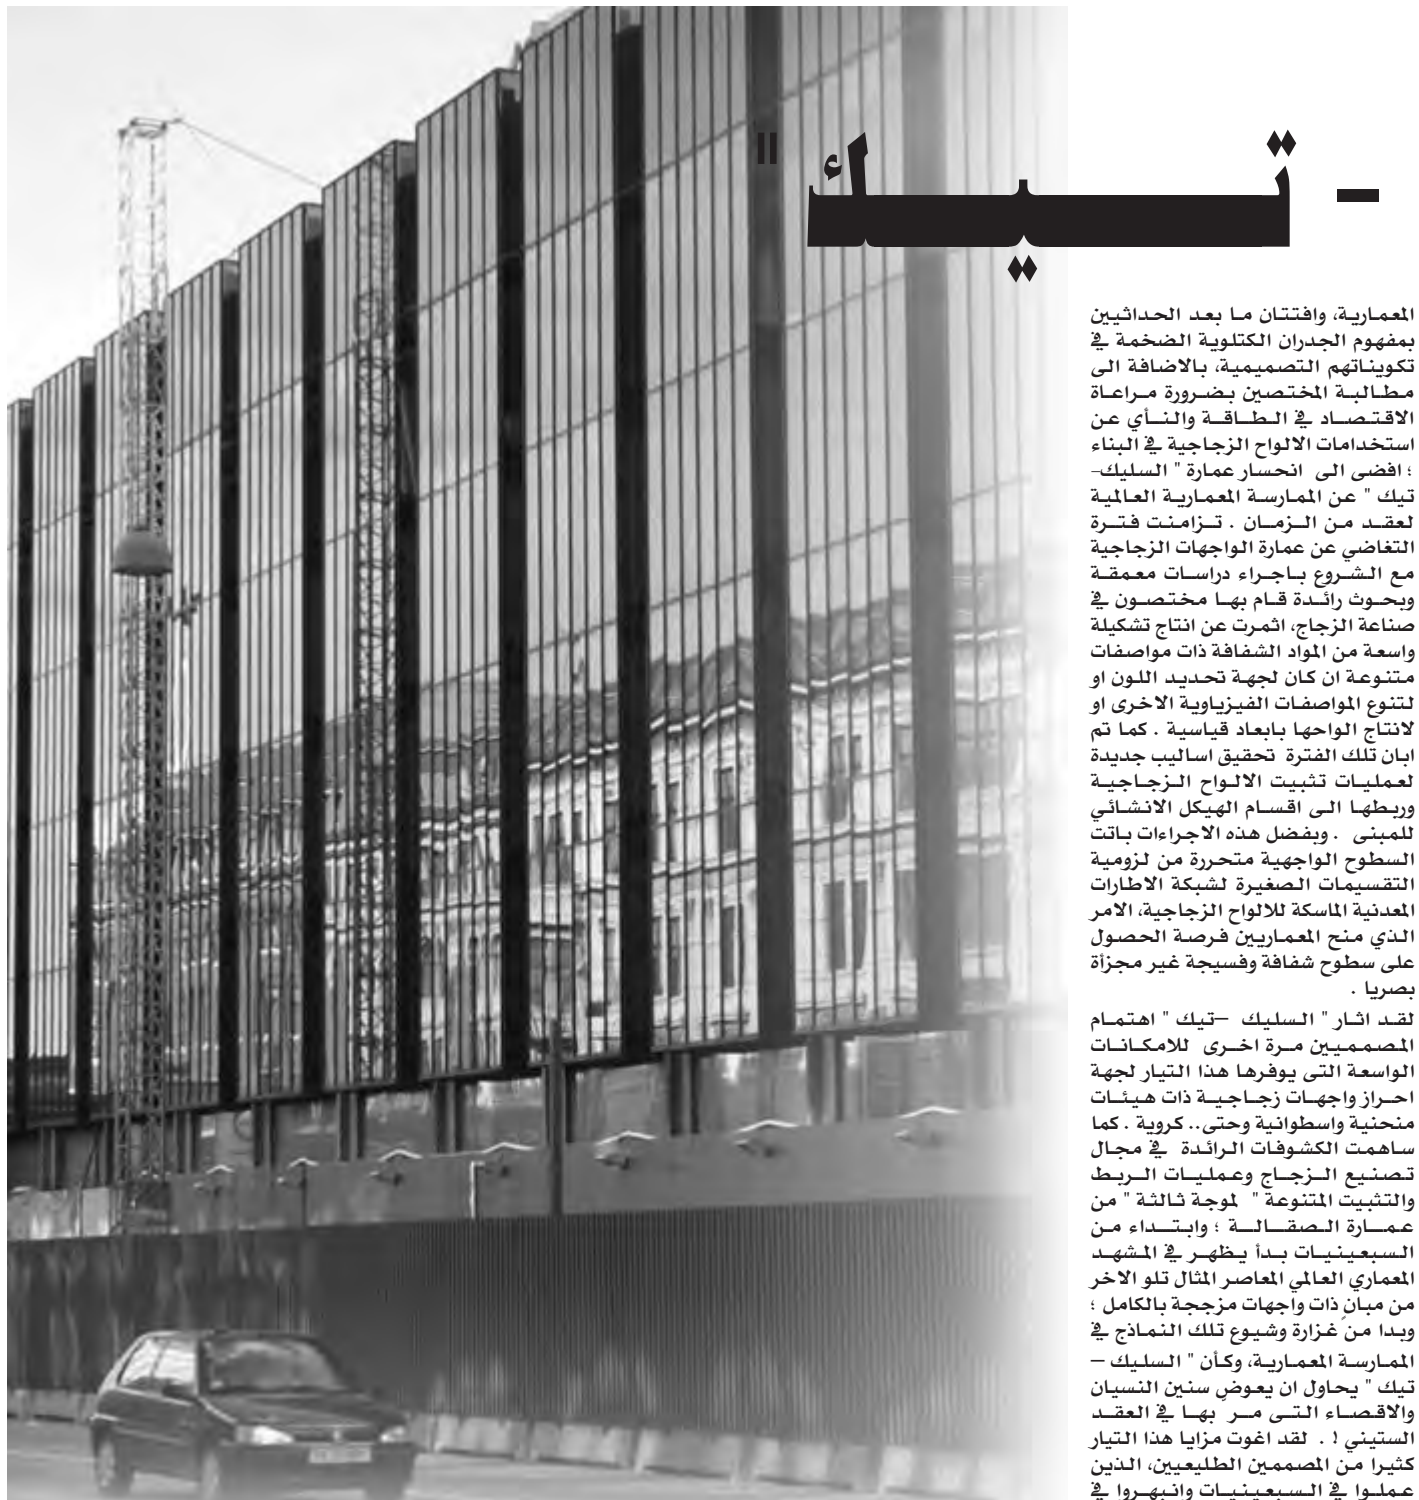 - تـــيـــك "
المعمارية، وافتتان ما بعد الحداثيين
بمفهوم الجدران الكتلوية الضخمة في
تكويناتهم التصميمية، بالاضافة الى
مطالبة المختصين بضرورة مراعاة
الاقتصاد في الطاقة والنأي عن
استخدامات الالواح الزجاجية في البناء
؛ افضى الى انحسار عمارة " السليك-
تيك " عن الممارسة المعمارية العالمية
لعقد من الزمان . تزامنت فترة
التغاضي عن عمارة الواجهات الزجاجية
مع الشروع باجراء دراسات معمقة
وبحوث رائدة قام بها مختصون في
صناعة الزجاج، اثمرت عن انتاج تشكيلة
واسعة من المواد الشفافة ذات مواصفات
متنوعة ان كان لجهة تحديد اللون او
لتنوع المواصفات الفيزياوية الاخرى او
لانتاج الواحها بابعاد قياسية . كما تم
ابان تلك الفترة تحقيق اساليب جديدة
لعمليات تثبيت الالواح الزجاجية
وربطها الى اقسام الهيكل الانشائي
للمبنى . وبفضل هذه الاجراءات باتت
السطوح الواجهية متحررة من لزومية
التقسيمات الصغيرة لشبكة الاطارات
المعدنية الماسكة للالواح الزجاجية، الامر
الذي منح المعماريين فرصة الحصول
على سطوح شفافة وفسيحة غير مجزأة
بصريا .
لقد اثار " السليك –تيك " اهتمام
المصمميين مرة اخرى للامكانات
الواسعة التى يوفرها هذا التيار لجهة
احراز واجهات زجاجية ذات هيئات
منحنية واسطوانية وحتى.. كروية . كما
ساهمت الكشوفات الرائدة في مجال
تصنيع الزجاج وعمليات الربط
والتثبيت المتنوعة " لموجة ثالثة " من
عمارة الصقالة ؛ وابتداء من
السبعينيات بدأ يظهر في المشهد
المعماري العالمي المعاصر المثال تلو الاخر
من مبانٍ ذات واجهات مزججة بالكامل ؛
وبدا من غزارة وشيوع تلك النماذج في
الممارسة المعمارية، وكأن " السليك –
تيك " يحاول ان يعوض سنين النسيان
والاقصاء التى مر بها في العقد
الستيني ! . لقد اغوت مزايا هذا التيار
كثيرا من المصممين الطليعيين، الذين
عملوا في السبعينيات وانبهروا في